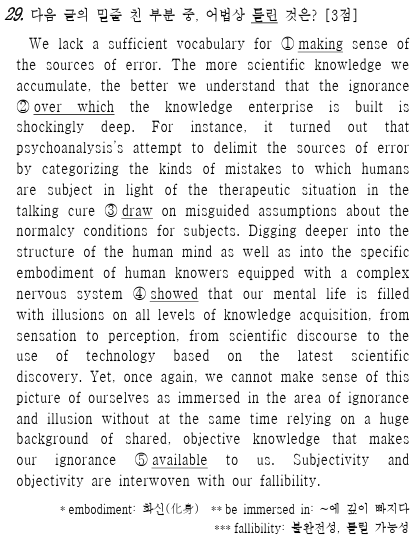 29. 다음 글의 밑줄 친 부분 중, 어법상 틀린 것은? [3점]
We lack a sufficient vocabulary for ① making sense of
the sources of error. The more scientific knowledge we
accumulate, the better we understand that the ignorance
② over which the knowledge enterprise is built is
shockingly deep. For instance, it turned out that
psychoanalysis's attempt to delimit the sources of error
by categorizing the kinds of mistakes to which humans
are subject in light of the therapeutic situation in the
talking cure ③ draw on misguided assumptions about the
normalcy conditions for subjects. Digging deeper into the
structure of the human mind as well as into the specific
embodiment of human knowers equipped with a complex
nervous system ④ showed that our mental life is filled
with illusions on all levels of knowledge acquisition, from
sensation to perception, from scientific discourse to the
use of technology based on the latest scientific
discovery. Yet, once again, we cannot make sense of this
picture of ourselves as immersed in the area of ignorance
and illusion without at the same time relying on a huge
background of shared, objective knowledge that makes
our ignorance ⑤ available to us. Subjectivity and
objectivity are interwoven with our fallibility.
* embodiment: 화신(化身) ** be immersed in: ~에 깊이 빠지다
*** fallibility: 불완전성, 틀릴 가능성